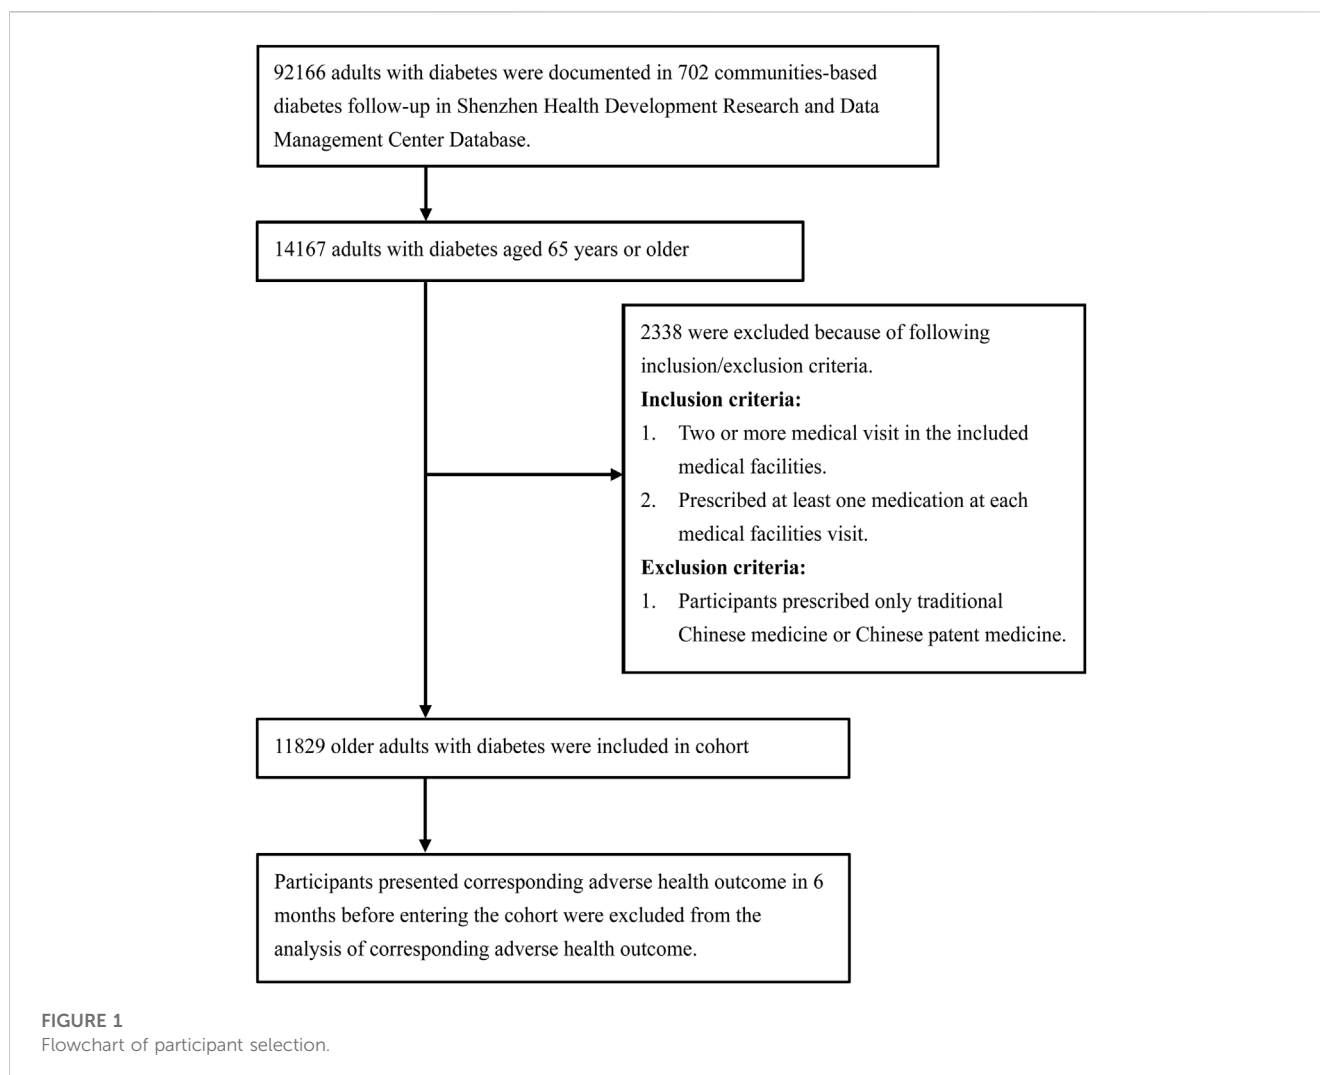 92166 adults with diabetes were documented in 702 communities-based
diabetes follow-up in Shenzhen Health Development Research and Data
Management Center Database.
14167 adults with diabetes aged 65 years or older
2338 were excluded because of following
inclusion/exclusion criteria.
Inclusion criteria:
1. Two or more medical visit in the included
medical facilities.
2. Prescribed at least one medication at each
medical facilities visit.
Exclusion criteria:
1. Participants prescribed only traditional
Chinese medicine or Chinese patent medicine.
11829 older adults with diabetes were included in cohort
Participants presented corresponding adverse health outcome in 6
months before entering the cohort were excluded from the
analysis of corresponding adverse health outcome.
FIGURE 1
Flowchart of participant selection.